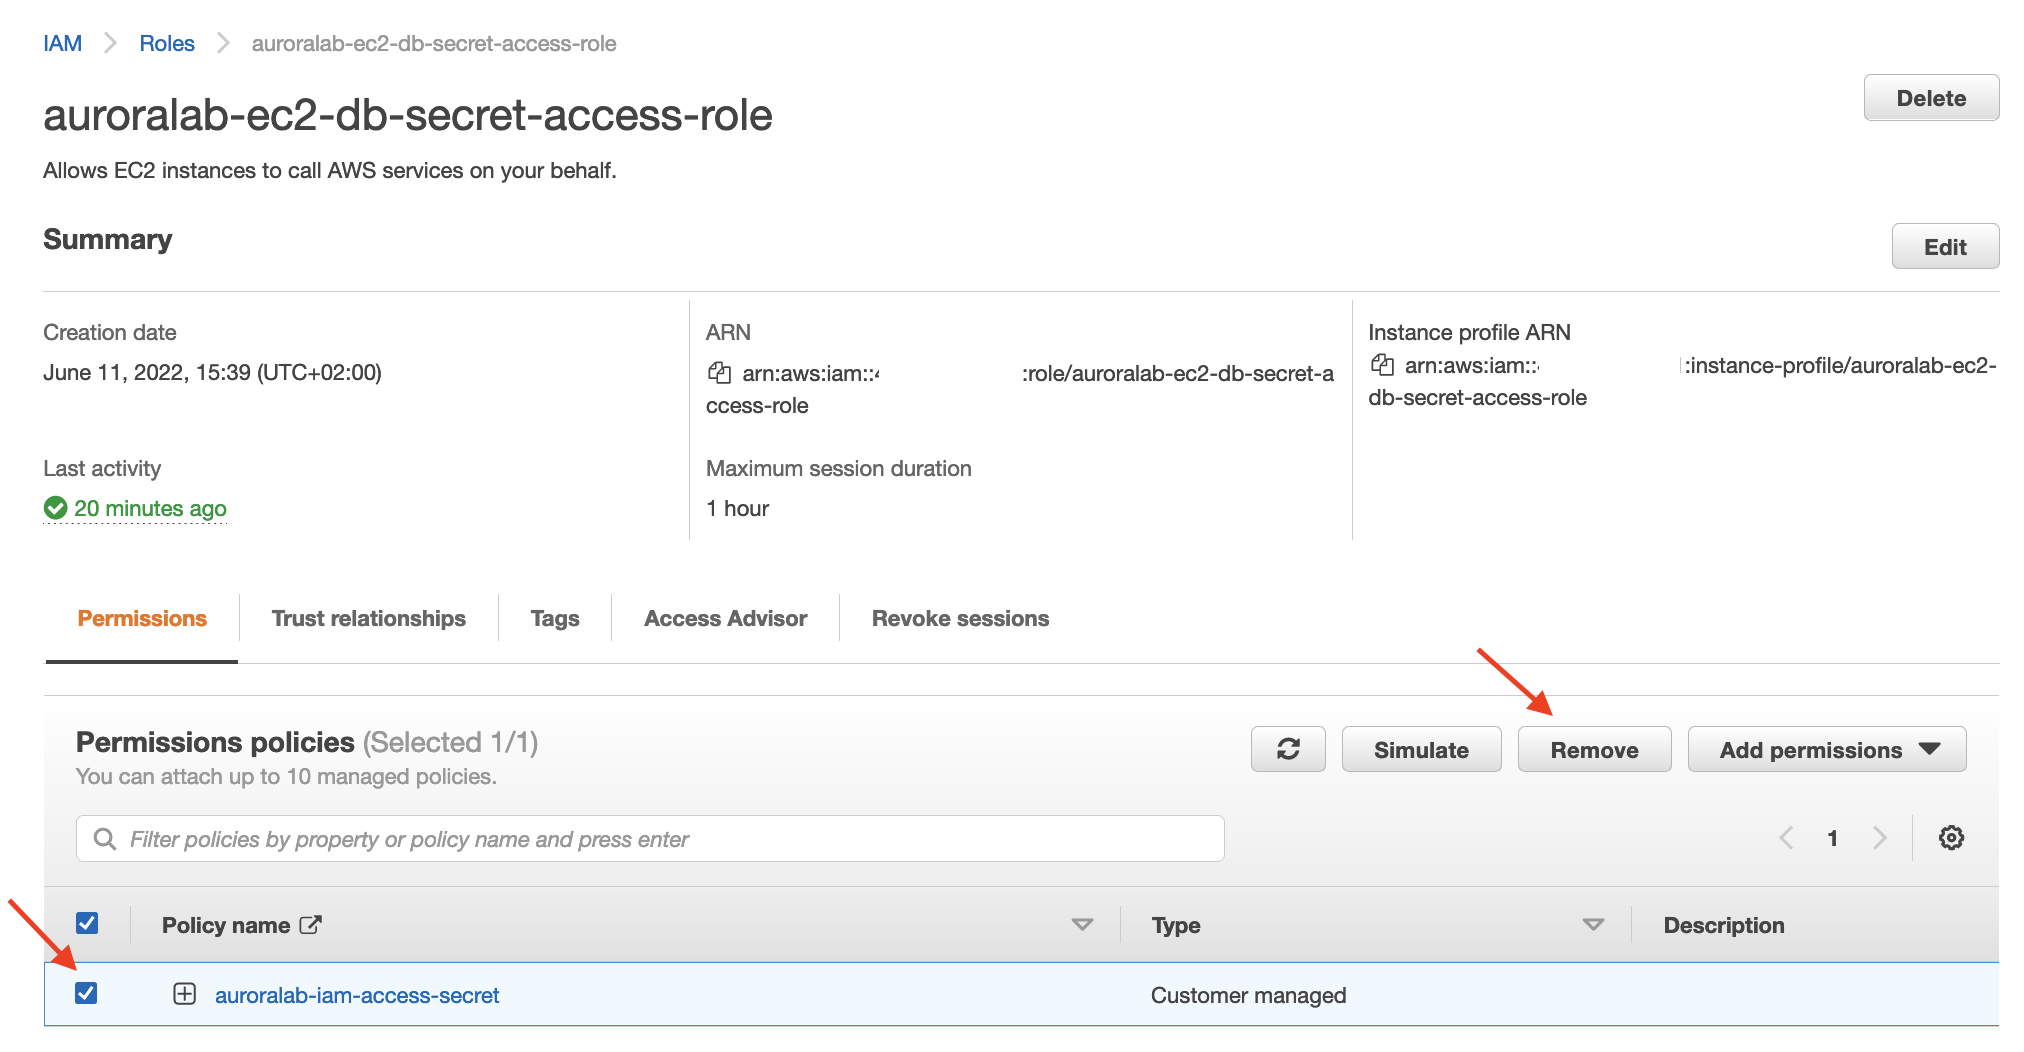 IAM > Roles > auroralab-ec2-db-secret-access-role
auroralab-ec2-db-secret-access-role
Delete
Allows EC2 instances to call AWS services on your behalf.
Summary
Edit
Creation date
June 11, 2022, 15:39 (UTC+02:00)
ARN
arn:aws:iam:: :role/auroralab-ec2-db-secret-a
ccess-role
Instance profile ARN
arn:aws:iam:: :instance-profile/auroralab-ec2-
db-secret-access-role
Last activity
20 minutes ago
Maximum session duration
1 hour
Permissions
Trust relationships
Tags
Access Advisor
Revoke sessions
Permissions policies (Selected 1/1)
You can attach up to 10 managed policies.
Simulate
Remove
Add permissions
Filter policies by property or policy name and press enter
1
Policy name
Type
Description
auroralab-iam-access-secret
Customer managed